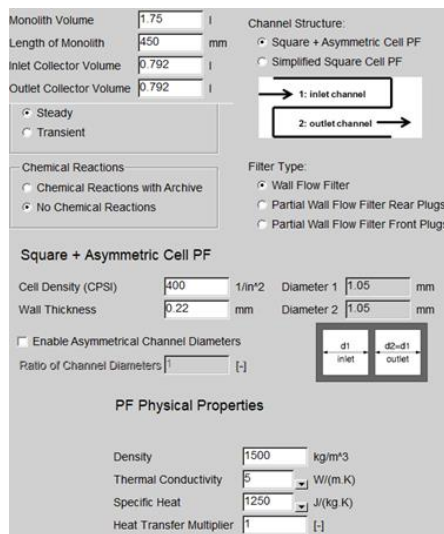 Monolith Volume 1.75 l
Length of Monolith 450 mm
Inlet Collector Volume 0.792 l
Outlet Collector Volume 0.792 l
Steady
Transient
Chemical Reactions
Chemical Reactions with Archive
No Chemical Reactions
Channel Structure:
Square + Asymmetric Cell PF
Simplified Square Cell PF
1: inlet channel
2: outlet channel
Filter Type:
Wall Flow Filter
Partial Wall Flow Filter Rear Plugs
Partial Wall Flow Filter Front Plugs
Square + Asymmetric Cell PF
Cell Density (CPSI) 400 1/in^2 Diameter 1 1.05 mm
Wall Thickness 0.22 mm Diameter 2 1.05 mm
Enable Asymmetrical Channel Diameters
Ratio of Channel Diameters 1 [-]
d1 d2=d1
inlet outlet
PF Physical Properties
Density 1500 kg/m^3
Thermal Conductivity 5 W/(m.K)
Specific Heat 1250 J/(kg.K)
Heat Transfer Multiplier 1 [-]